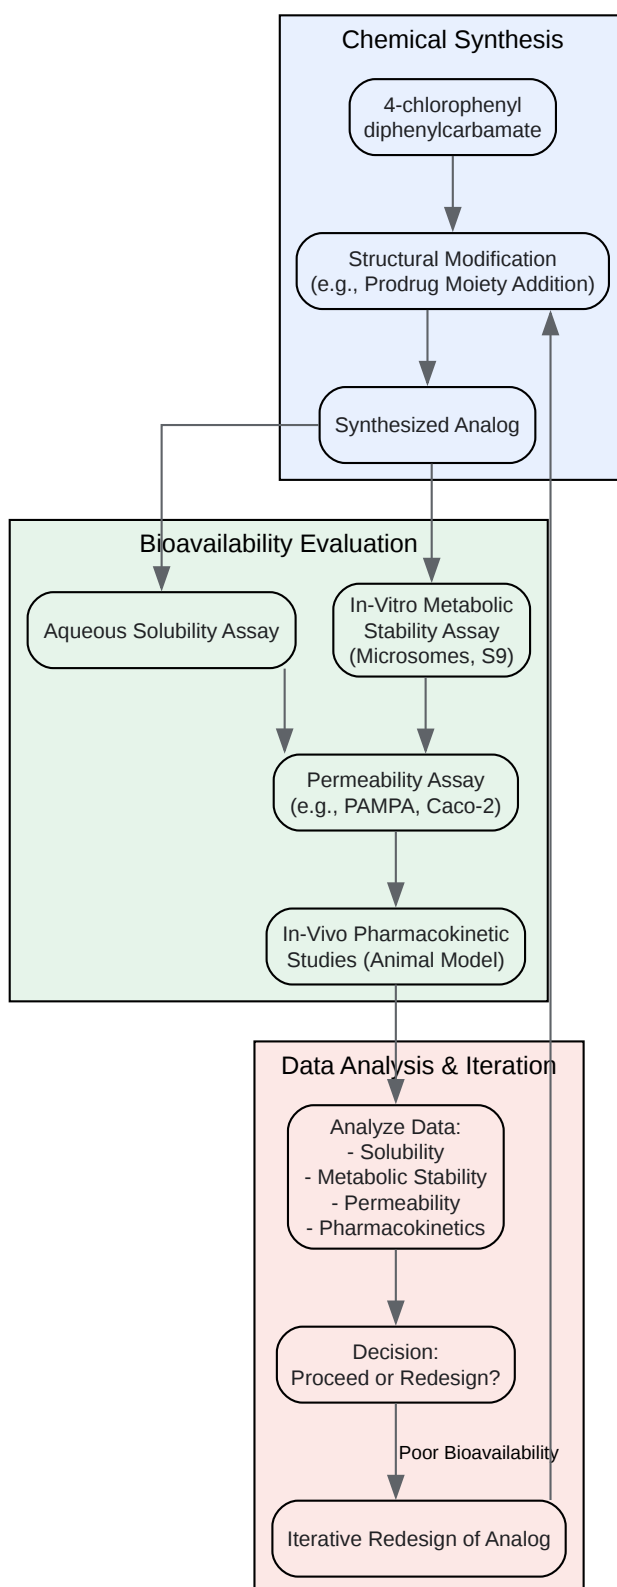 Chemical Synthesis
4-chlorophenyl
diphenylcarbamate
Structural Modification
(e.g., Prodrug Moiety Addition)
Synthesized Analog
Bioavailability Evaluation
Aqueous Solubility Assay
In-Vitro Metabolic
Stability Assay
(Microsomes, S9)
Permeability Assay
(e.g., PAMPA, Caco-2)
In-Vivo Pharmacokinetic
Studies (Animal Model)
Data Analysis & Iteration
Analyze Data:
- Solubility
- Metabolic Stability
- Permeability
- Pharmacokinetics
Decision:
Proceed or Redesign?
Poor Bioavailability
Iterative Redesign of Analog